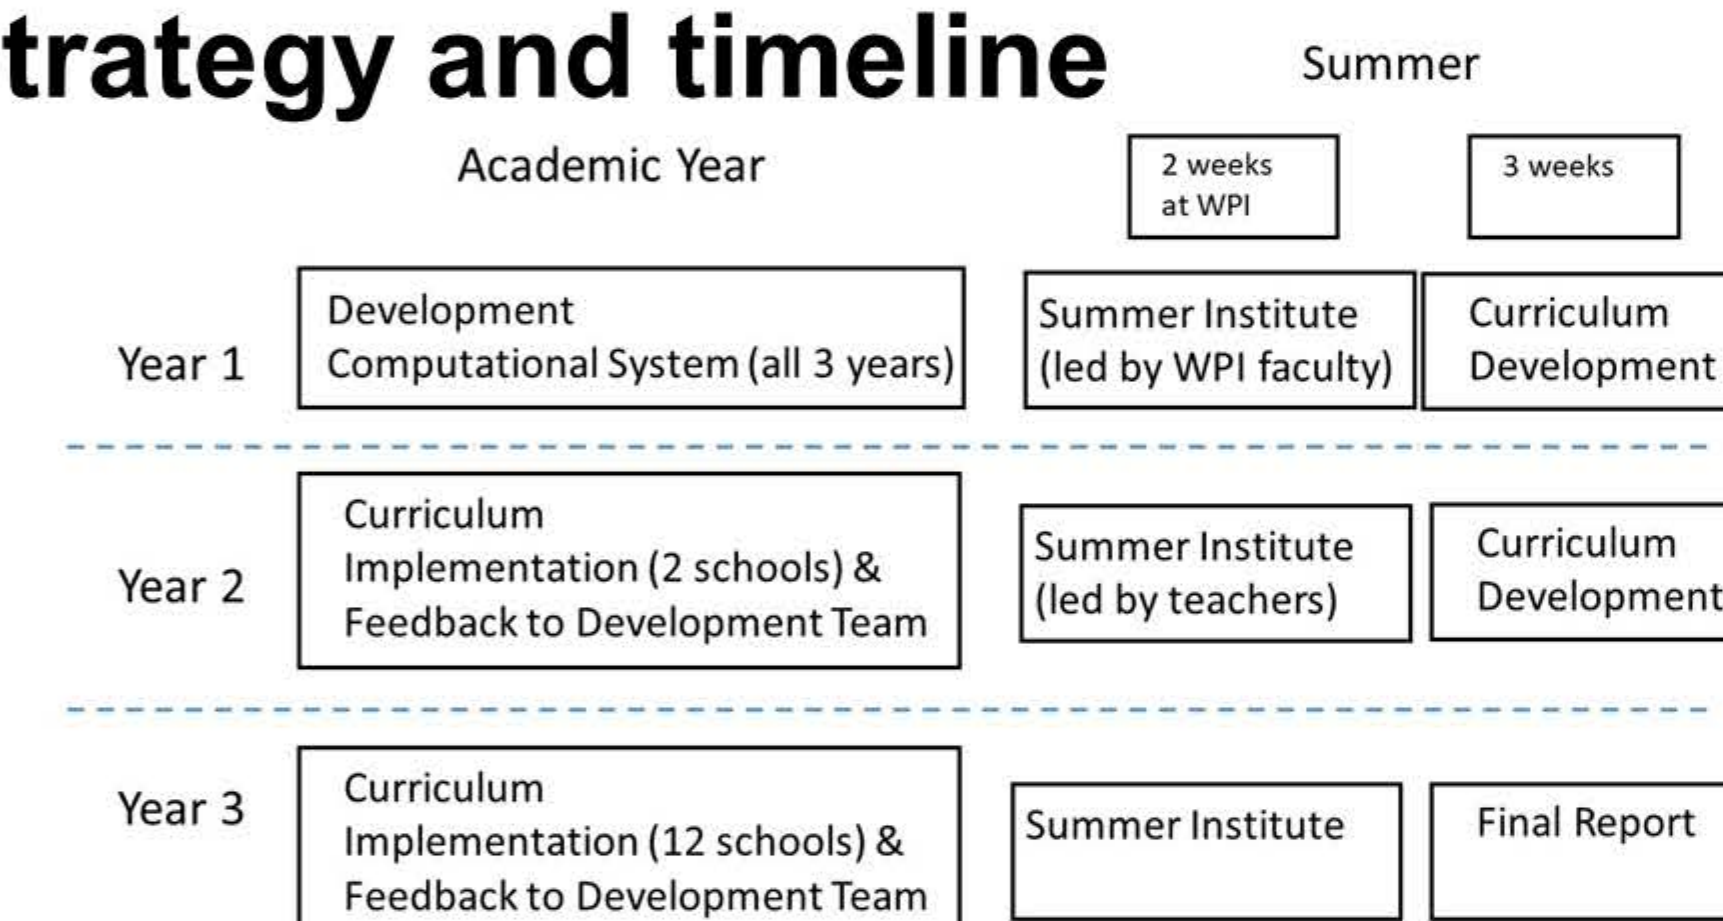 trategy and timeline
Summer
Academic Year
2 weeks
at WPI
3 weeks
Year 1
Development
Computational System (all 3 years)
Summer Institute
(led by WPI faculty)
Curriculum
Development
Year 2
Curriculum
Implementation (2 schools) &
Feedback to Development Team
Summer Institute
(led by teachers)
Curriculum
Development
Year 3
Curriculum
Implementation (12 schools) &
Feedback to Development Team
Summer Institute
Final Report